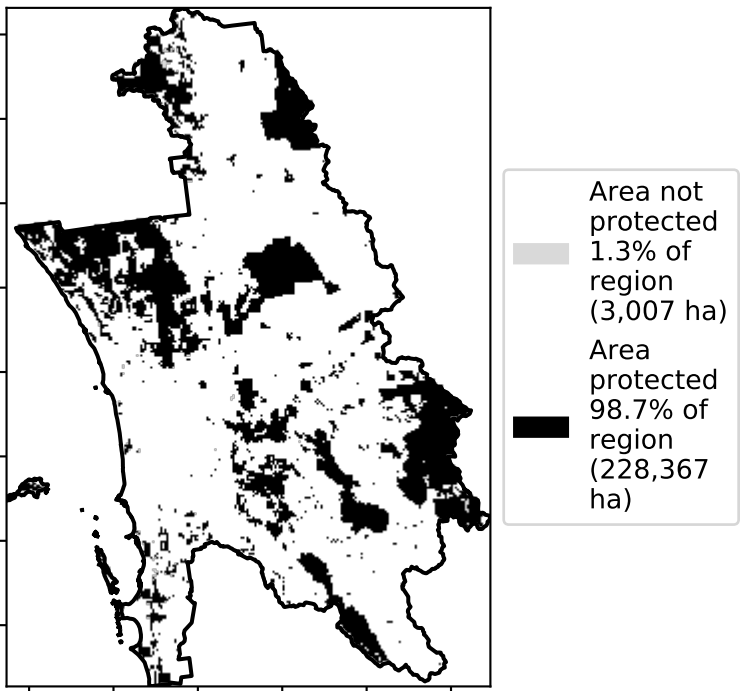 Area not
protected
1.3% of
region
(3,007 ha)
Area
protected
98.7% of
region
(228,367
ha)